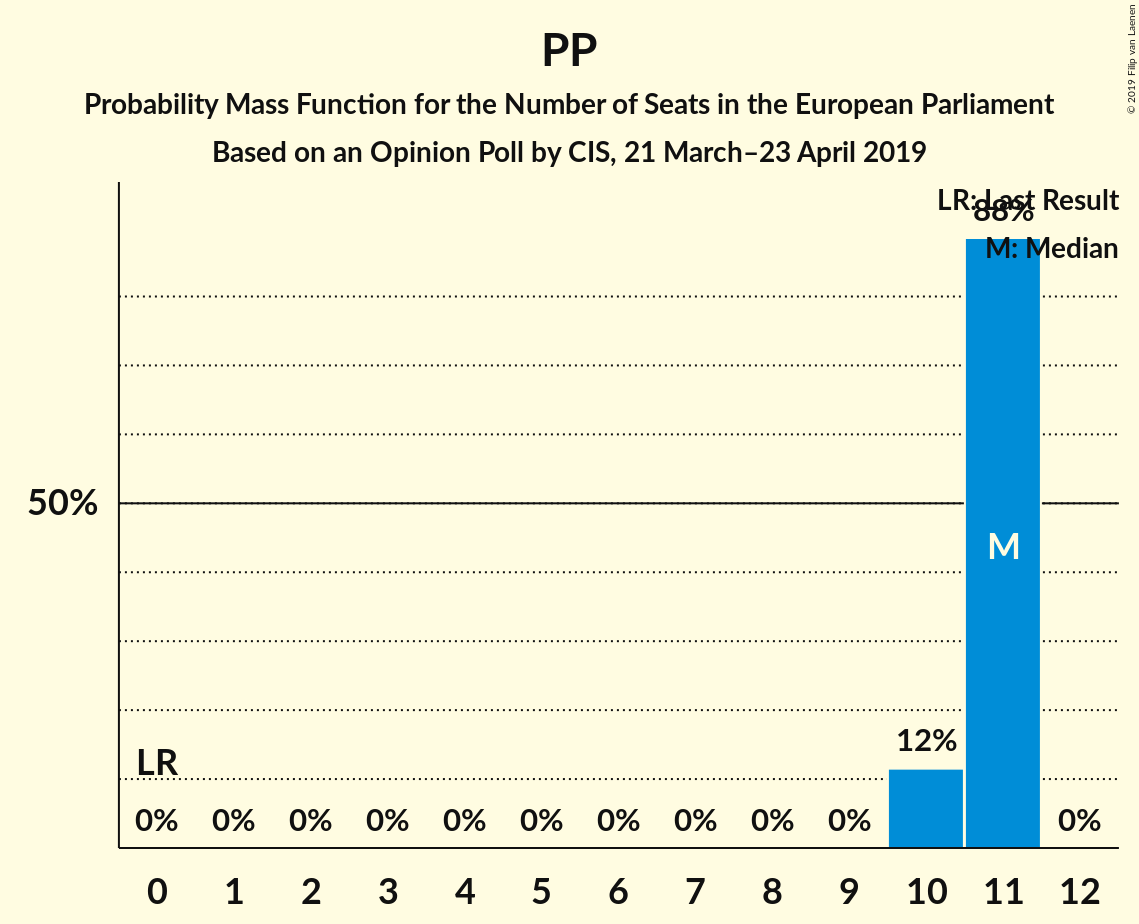 PP
Probability Mass Function for the Number of Seats in the European Parliament
Based on an Opinion Poll by CIS, 21 March–23 April 2019
© 2019 Filip van Laenen
LR: Last Result
88%
M: Median
50%
M
12%
LR
0% 0% 0% 0% 0% 0% 0% 0% 0% 0% 0%
0 1 2 3 4 5 6 7 8 9 10 11 12